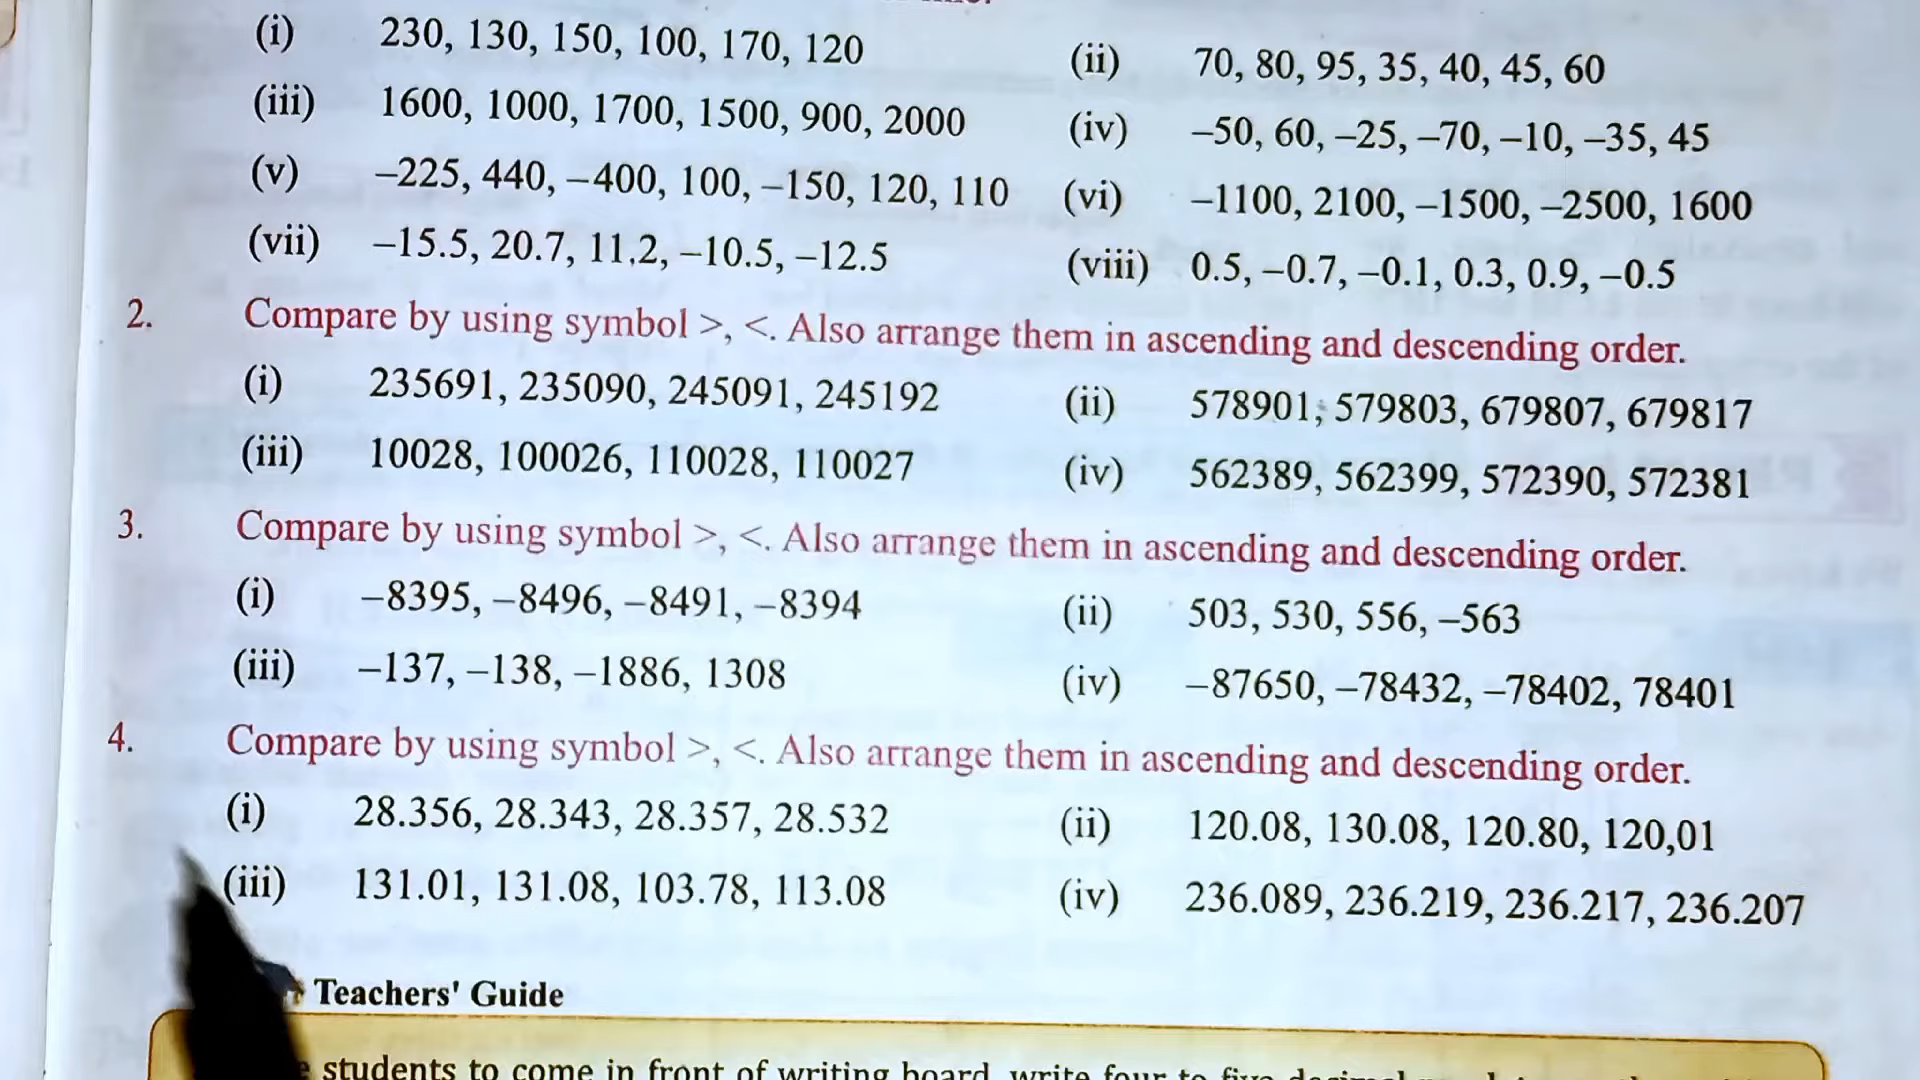 (i) 230, 130, 150, 100, 170, 120 (ii) 70, 80, 95, 35, 40, 45, 60
(iii) 1600, 1000, 1700, 1500, 900, 2000 (iv) –50, 60, –25, –70, –10, –35, 45
(v) –225, 440, –400, 100, –150, 120, 110 (vi) –1100, 2100, –1500, –2500, 1600
(vii) –15.5, 20.7, 11.2, –10.5, –12.5 (viii) 0.5, –0.7, –0.1, 0.3, 0.9, –0.5
2. Compare by using symbol >, <. Also arrange them in ascending and descending order.
(i) 235691, 235090, 245091, 245192 (ii) 578901, 579803, 679807, 679817
(iii) 10028, 100026, 110028, 110027 (iv) 562389, 562399, 572390, 572381
3. Compare by using symbol >, <. Also arrange them in ascending and descending order.
(i) –8395, –8496, –8491, –8394 (ii) 503, 530, 556, –563
(iii) –137, –138, –1886, 1308 (iv) –87650, –78432, –78402, 78401
4. Compare by using symbol >, <. Also arrange them in ascending and descending order.
(i) 28.356, 28.343, 28.357, 28.532 (ii) 120.08, 130.08, 120.80, 120,01
(iii) 131.01, 131.08, 103.78, 113.08 (iv) 236.089, 236.219, 236.217, 236.207
Teachers' Guide
students to come in front of writing board, write four to five decimal